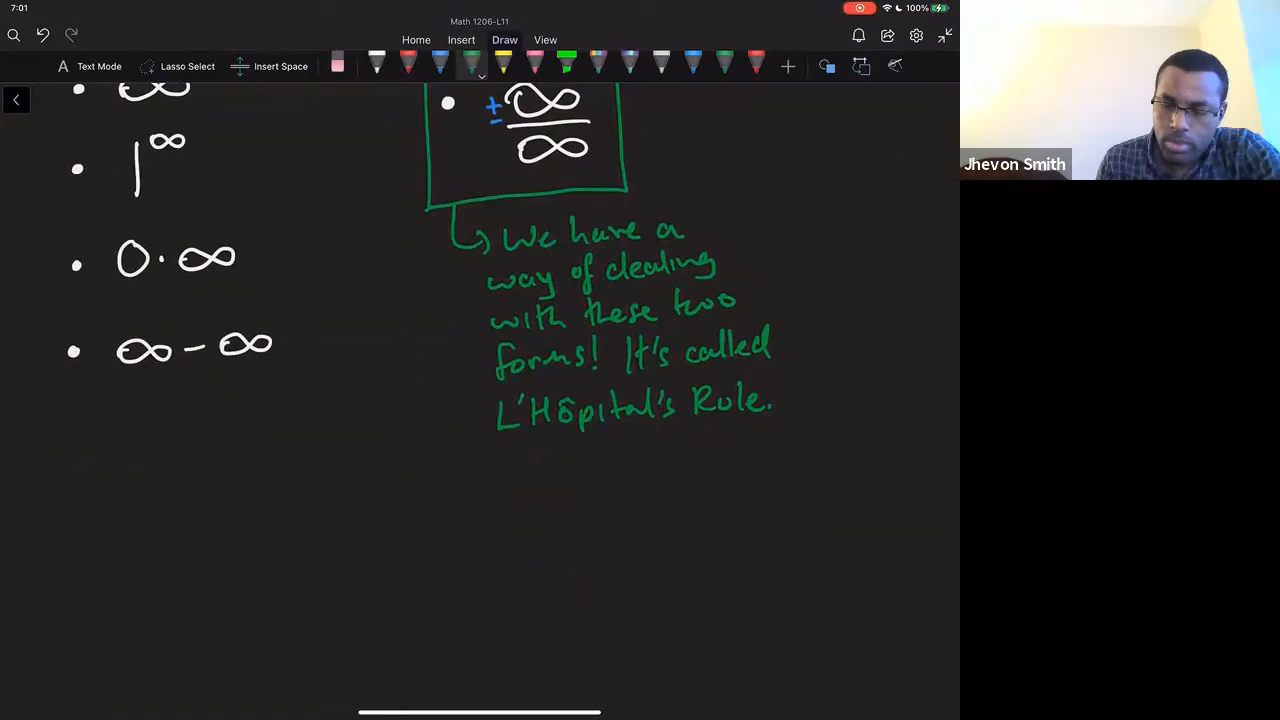 7:01
100%
Math 1206-L11
Home Insert Draw View
Text Mode Lasso Select Insert Space
• 1^∞
• 0 · ∞
• ∞ - ∞
• ± ∞/∞
We have a
way of dealing
with these two
forms! It's called
L'Hôpital's Rule.
Jhevon Smith